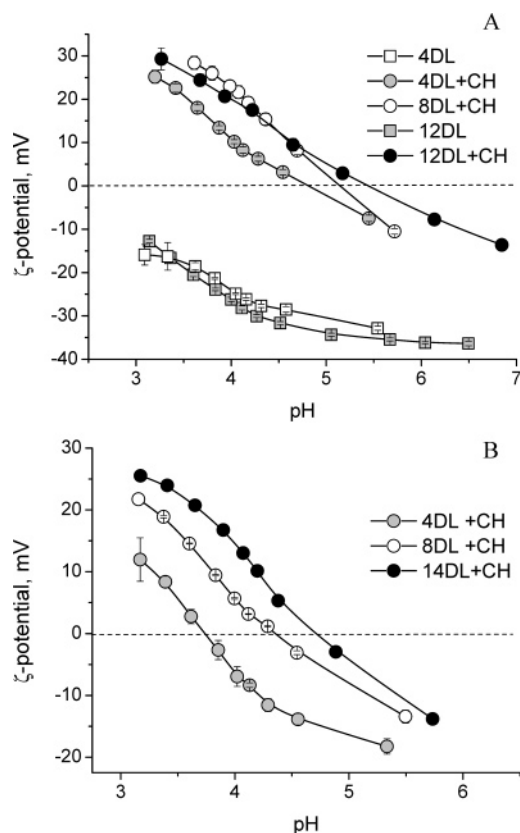 A
30
20
10
0
-10
-20
-30
-40
ζ-potential, mV
4DL
4DL+CH
8DL+CH
12DL
12DL+CH
3 4 5 6 7
pH
B
30
20
10
0
-10
-20
ζ-potential, mV
4DL +CH
8DL +CH
14DL+CH
3 4 5 6
pH